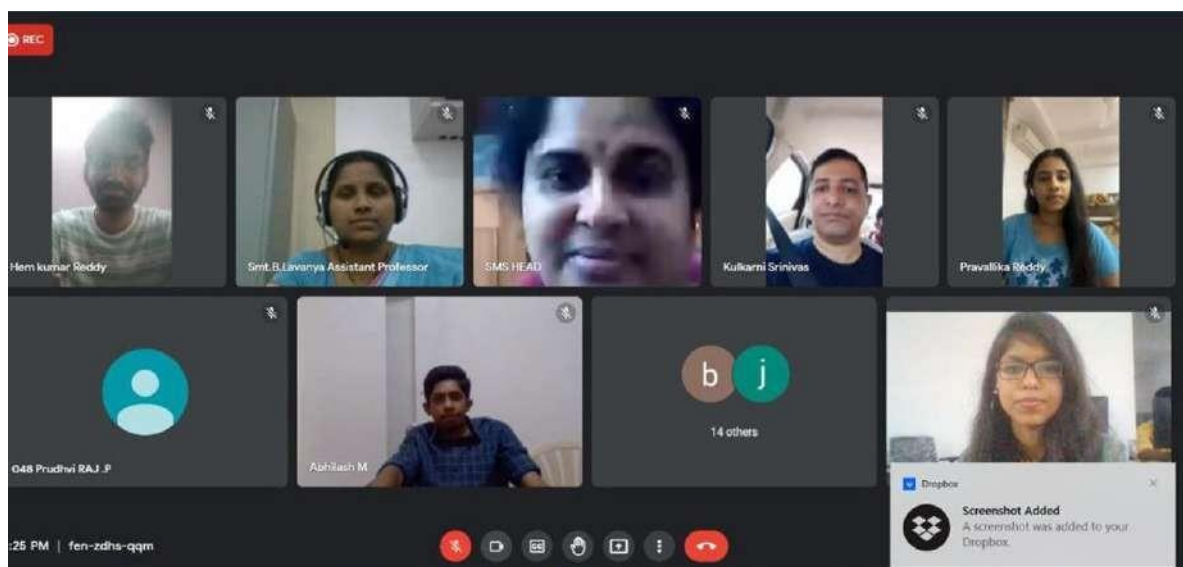 REC
Hem kumar Reddy
Smt.B.Lavanya Assistant Professor
SMS HEAD
Kulkarni Srinivas
Pravallika Reddy
048 Prudhvi RAJ .P
Abhilash M
b j
14 others
Dropbox
Screenshot Added
A screenshot was added to your
Dropbox.
:25 PM | fen-zdhs-qqm
CC